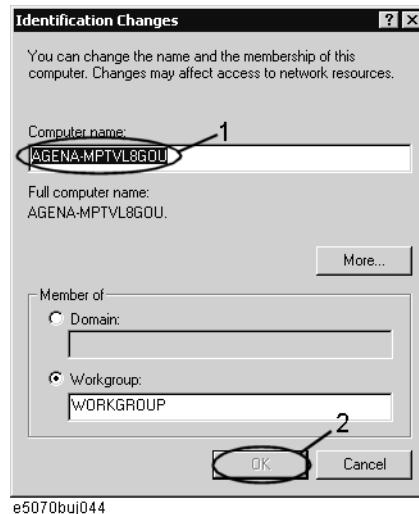 Identification Changes
You can change the name and the membership of this
computer. Changes may affect access to network resources.
Computer name:
1
AGENA-MPTVL8GOU
Full computer name:
AGENA-MPTVL8GOU.
More...
Member of
Domain:
Workgroup:
WORKGROUP
2
OK
Cancel
e5070buj044